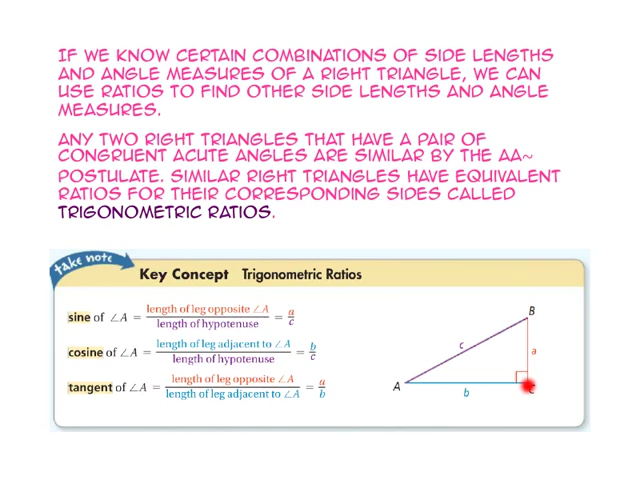 IF WE KNOW CERTAIN COMBINATIONS OF SIDE LENGTHS
AND ANGLE MEASURES OF A RIGHT TRIANGLE, WE CAN
USE RATIOS TO FIND OTHER SIDE LENGTHS AND ANGLE
MEASURES.
ANY TWO RIGHT TRIANGLES THAT HAVE A PAIR OF
CONGRUENT ACUTE ANGLES ARE SIMILAR BY THE AA~
POSTULATE. SIMILAR RIGHT TRIANGLES HAVE EQUIVALENT
RATIOS FOR THEIR CORRESPONDING SIDES CALLED
TRIGONOMETRIC RATIOS.
take note
Key Concept Trigonometric Ratios
sine of ∠A = length of leg opposite ∠A / length of hypotenuse = a/c
cosine of ∠A = length of leg adjacent to ∠A / length of hypotenuse = b/c
tangent of ∠A = length of leg opposite ∠A / length of leg adjacent to ∠A = a/b
B
c
a
A
b